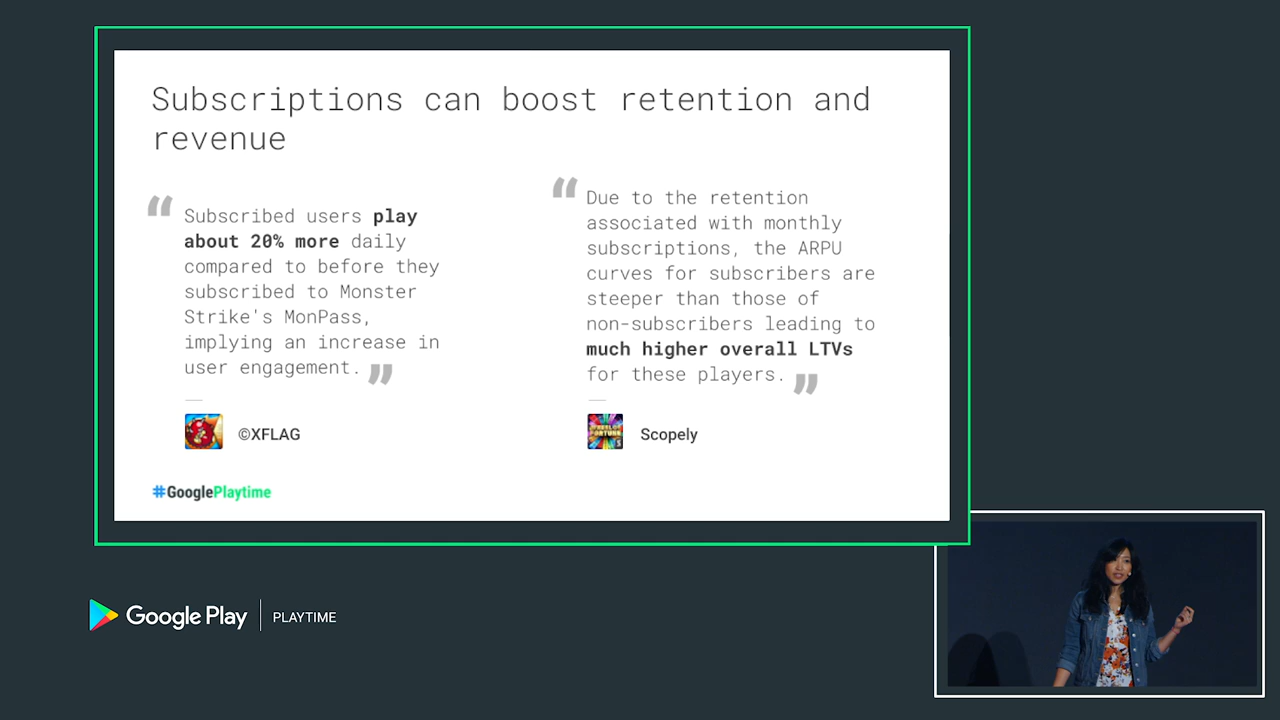 Subscriptions can boost retention and
revenue
“
Subscribed users play
about 20% more daily
compared to before they
subscribed to Monster
Strike's MonPass,
implying an increase in
user engagement. ”
©XFLAG
“
Due to the retention
associated with monthly
subscriptions, the ARPU
curves for subscribers are
steeper than those of
non-subscribers leading to
much higher overall LTVs
for these players. ”
WHEEL OF
FORTUNE
Scopely
#GooglePlaytime
Google Play | PLAYTIME